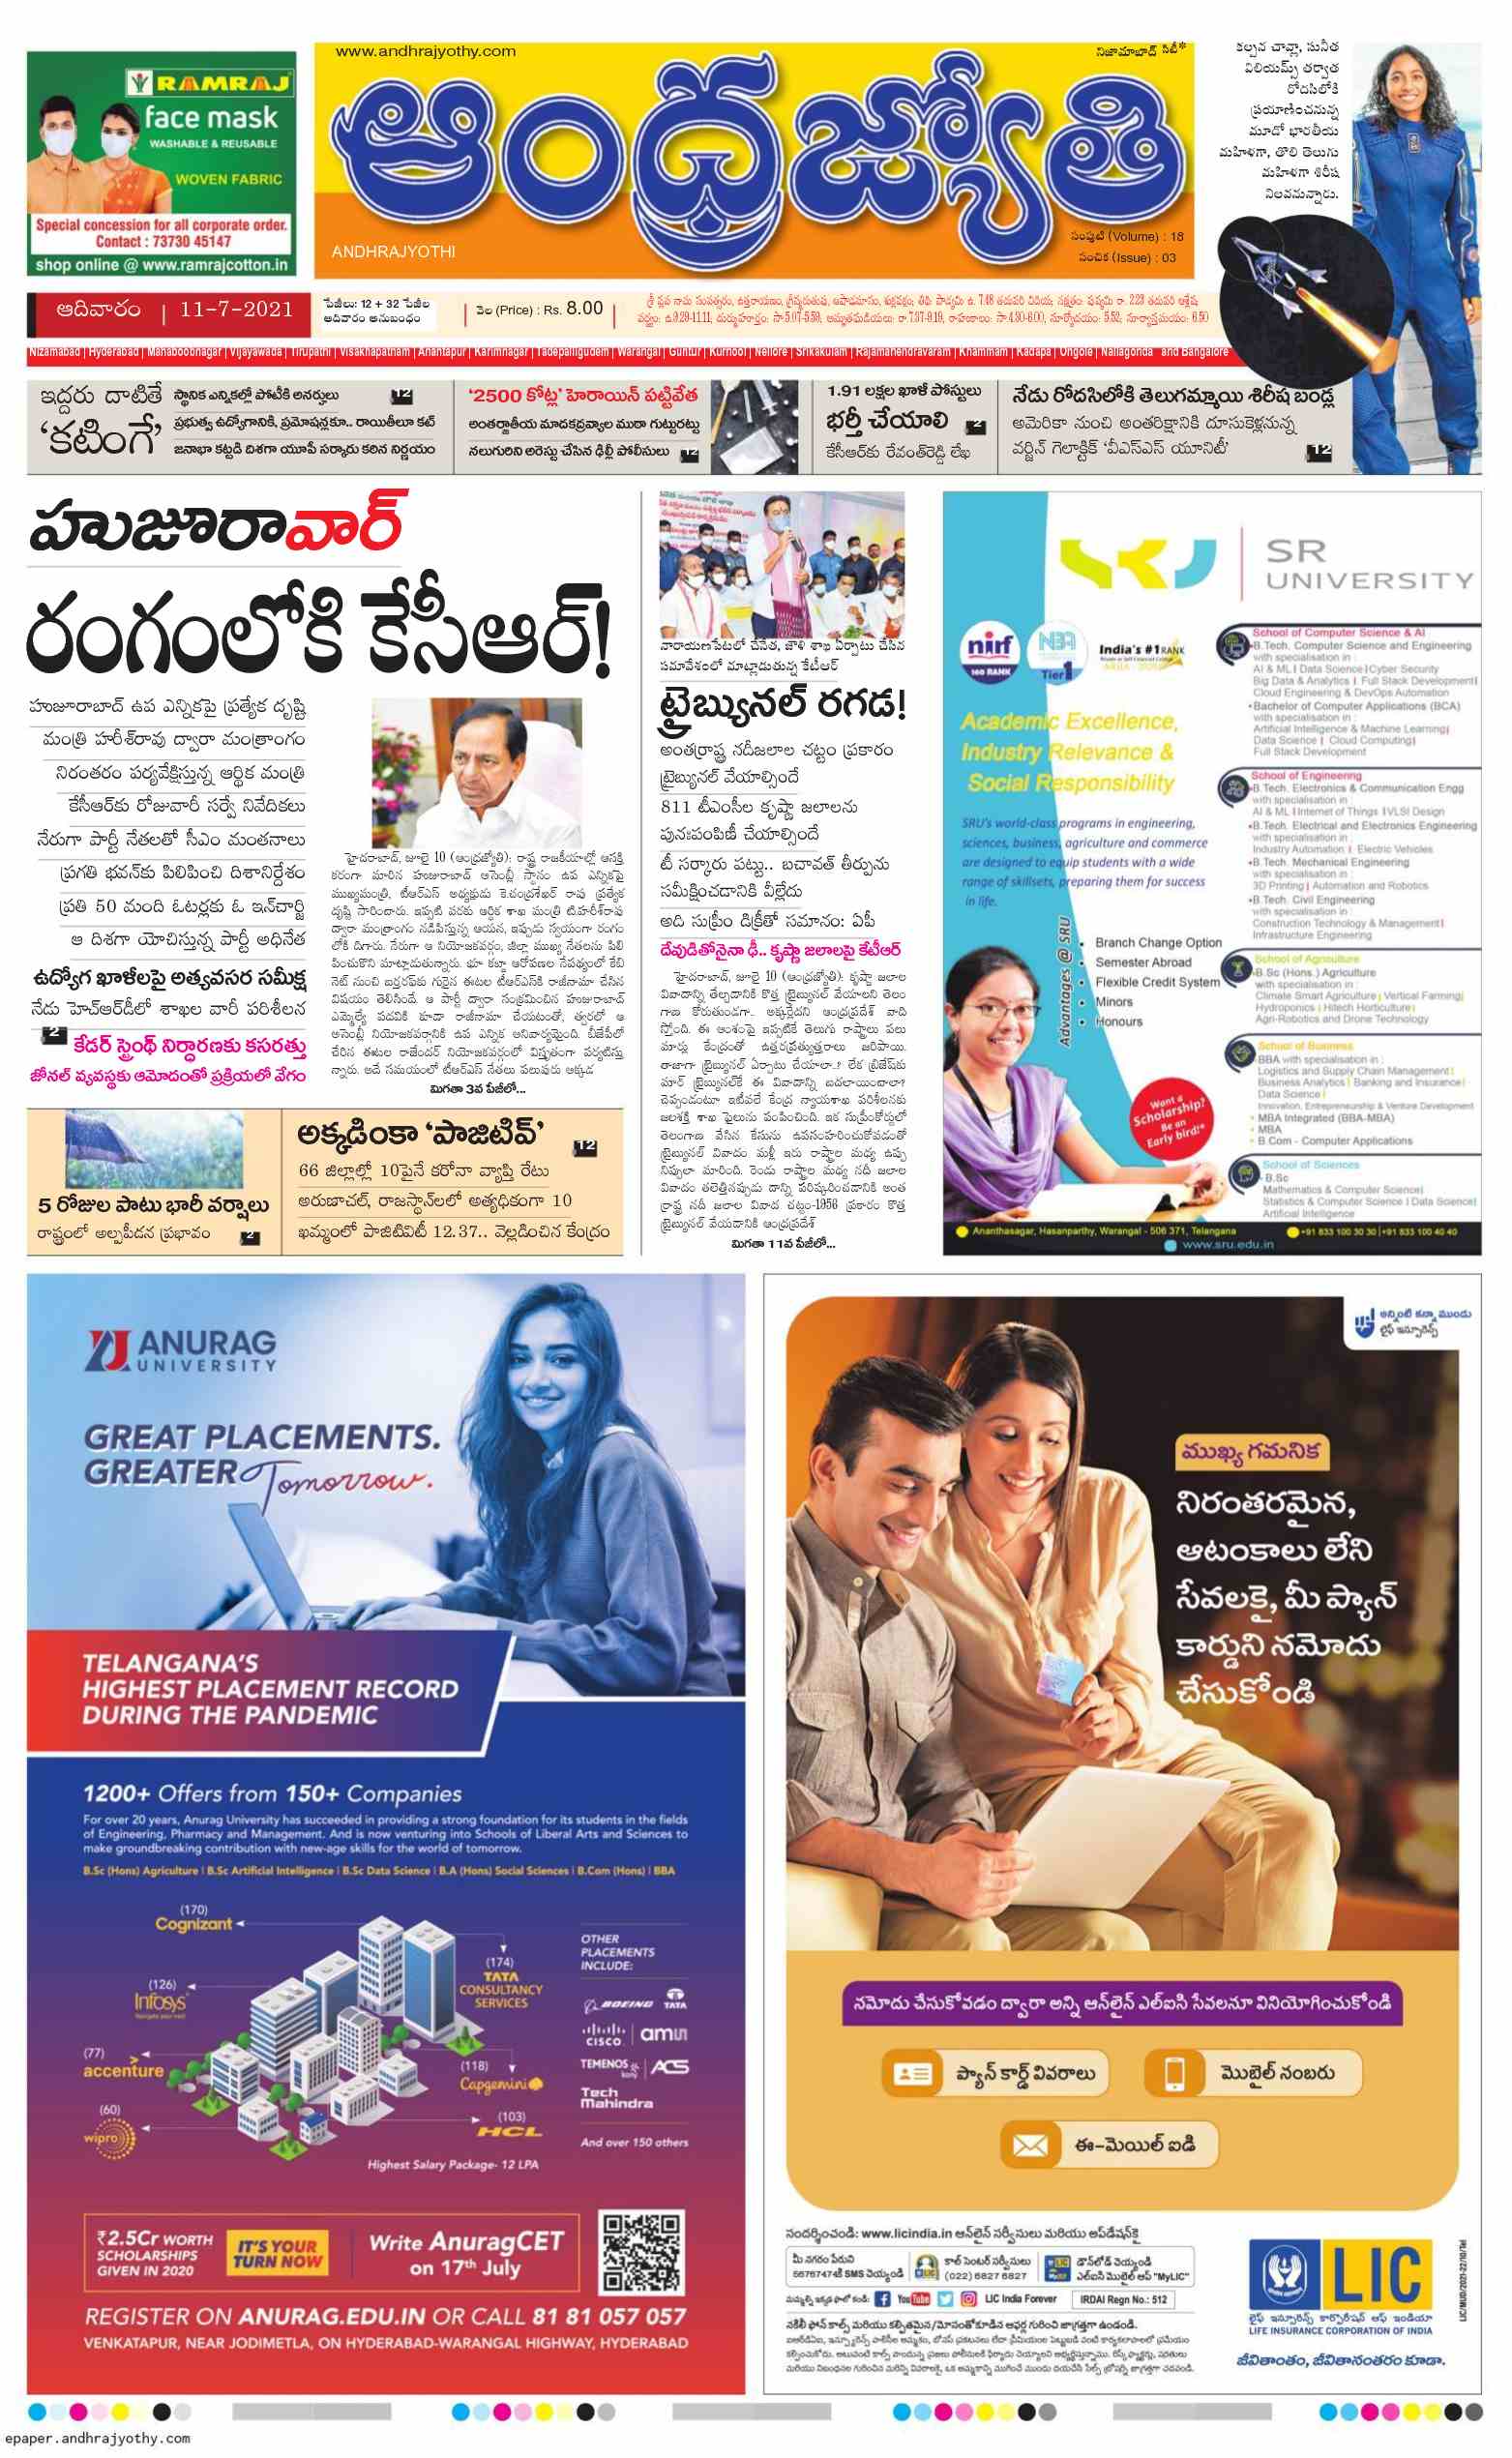 RAMRAJ
face mask
WASHABLE & REUSABLE
WOVEN FABRIC
Special concession for all corporate order.
Contact : 73730 45147
shop online @ www.ramrajcotton.in
www.andhrajyothy.com
నిజామాబాద్ సిటీ*
ఆంధ్రజ్యోతి
ANDHRAJYOTHI
సంపుటి (Volume) : 18
సంచిక (Issue) : 03
కల్పన చావ్లా, సునీత
విలియమ్స్ తర్వాత
రోదసిలోకి
ప్రయాణించనున్న
మూడో భారతీయ
మహిళగా, తొలి తెలుగు
మహిళగా శిరీష
నిలవనున్నారు.
ఆదివారం | 11-7-2021
పేజీలు: 12 + 32 పేజీల
ఆదివారం అనుబంధం
వెల (Price) : Rs. 8.00
Nizamabad | Hyderabad | Mahaboobnagar | Vijayawada | Tirupathi | Visakhapatnam | Anantapur | Karimnagar | Tadepalligudem | Warangal | Guntur | Kurnool | Nellore | Srikakulam | Rajamahendravaram | Khammam | Kadapa | Ongole | Nallagonda and Bangalore
ఇద్దరు దాటితే
‘కటింగే’
స్థానిక ఎన్నికల్లో పోటీకి అనర్హులు 12
ప్రభుత్వ ఉద్యోగానికి, ప్రమోషన్లకూ.. రాయితీలూ కట్
జనాభా కట్టడి దిశగా యూపీ సర్కారు కఠిన నిర్ణయం
‘2500 కోట్ల’ హెరాయిన్ పట్టివేత
అంతర్జాతీయ మాదకద్రవ్యాల ముఠా గుట్టురట్టు
నలుగురిని అరెస్టు చేసిన ఢిల్లీ పోలీసులు 12
1.91 లక్షల ఖాళీ పోస్టులు
భర్తీ చేయాలి 2
కేసీఆర్‌కు రేవంత్‌రెడ్డి లేఖ
నేడు రోదసిలోకి తెలుగమ్మాయి శిరీష బండ్ల
అమెరికా నుంచి అంతరిక్షానికి దూసుకెళ్లనున్న
వర్జిన్ గెలాక్టిక్ ‘వీఎస్ఎస్ యూనిటీ’ 12
హుజూరావార్
రంగంలోకి కేసీఆర్!
హుజూరాబాద్ ఉప ఎన్నికపై ప్రత్యేక దృష్టి
మంత్రి హరీశ్‌రావు ద్వారా మంత్రాంగం
నిరంతరం పర్యవేక్షిస్తున్న ఆర్థిక మంత్రి
కేసీఆర్‌కు రోజువారీ సర్వే నివేదికలు
నేరుగా పార్టీ నేతలతో సీఎం మంతనాలు
ప్రగతి భవన్‌కు పిలిపించి దిశానిర్దేశం
ప్రతి 50 మంది ఓటర్లకు ఓ ఇన్‌చార్జి
ఆ దిశగా యోచిస్తున్న పార్టీ అధినేత
ఉద్యోగ ఖాళీలపై అత్యవసర సమీక్ష
నేడు హెచ్ఆర్‌డీలో శాఖల వారీ పరిశీలన
2 కేడర్ స్ట్రెంథ్ నిర్ధారణకు కసరత్తు
జోనల్ వ్యవస్థకు ఆమోదంతో ప్రక్రియలో వేగం
హైదరాబాద్, జూలై 10 (ఆంధ్రజ్యోతి): రాష్ట్ర రాజకీయాల్లో ఆసక్తి
కరంగా మారిన హుజూరాబాద్ అసెంబ్లీ స్థానం ఉప ఎన్నికపై
ముఖ్యమంత్రి, టీఆర్ఎస్ అధ్యక్షుడు కె.చంద్రశేఖర్ రావు ప్రత్యేక
దృష్టి సారించారు. ఇప్పటి వరకు ఆర్థిక శాఖ మంత్రి టి.హరీశ్‌రావు
ద్వారా మంత్రాంగం నడిపిస్తున్న ఆయన, ఇప్పుడు స్వయంగా రంగం
లోకి దిగారు. నేరుగా ఆ నియోజకవర్గం, జిల్లా ముఖ్య నేతలను పిలి
పించుకొని మాట్లాడుతున్నారు. భూ కబ్జా ఆరోపణల నేపథ్యంలో కేబి
నెట్ నుంచి బర్తరఫ్‌కు గురైన ఈటల టీఆర్ఎస్‌కి రాజీనామా చేసిన
విషయం తెలిసిందే. ఆ పార్టీ ద్వారా సంక్రమించిన హుజూరాబాద్
ఎమ్మెల్యే పదవికి కూడా రాజీనామా చేయటంతో, త్వరలో ఆ
అసెంబ్లీ నియోజకవర్గానికి ఉప ఎన్నిక అనివార్యమైంది. బీజేపీలో
చేరిన ఈటల రాజేందర్ నియోజకవర్గంలో విస్తృతంగా పర్యటిస్తు
న్నారు. అదే సమయంలో టీఆర్ఎస్ నేతలు పలువురు అక్కడ
మిగతా 3వ పేజీలో...
5 రోజుల పాటు భారీ వర్షాలు
రాష్ట్రంలో అల్పపీడన ప్రభావం 2
అక్కడింకా ‘పాజిటివ్’ 12
66 జిల్లాల్లో 10పైనే కరోనా వ్యాప్తి రేటు
అరుణాచల్, రాజస్థాన్‌లలో అత్యధికంగా 10
ఖమ్మంలో పాజిటివిటీ 12.37.. వెల్లడించిన కేంద్రం
నారాయణపేటలో చేనేత, జౌళి శాఖ ఏర్పాటు చేసిన
సమావేశంలో మాట్లాడుతున్న కేటీఆర్
ట్రైబ్యునల్ రగడ!
అంతర్రాష్ట్ర నదీజలాల చట్టం ప్రకారం
ట్రైబ్యునల్ వేయాల్సిందే
811 టీఎంసీల కృష్ణా జలాలను
పునఃపంపిణీ చేయాల్సిందే
టీ సర్కారు పట్టు.. బచావత్ తీర్పును
సమీక్షించడానికి వీల్లేదు
అది సుప్రీం డిక్రీతో సమానం: ఏపీ
దేవుడితోనైనా ఢీ.. కృష్ణా జలాలపై కేటీఆర్
హైదరాబాద్, జూలై 10 (ఆంధ్రజ్యోతి): కృష్ణా జలాల
వివాదాన్ని తేల్చడానికి కొత్త ట్రైబ్యునల్ వేయాలని తెలం
గాణ కోరుతుండగా.. అక్కర్లేదని ఆంధ్రప్రదేశ్ వాది
స్తోంది. ఈ అంశంపై ఇప్పటికే తెలుగు రాష్ట్రాలు పలు
మార్లు కేంద్రంతో ఉత్తరప్రత్యుత్తరాలు జరిపాయి.
తాజాగా ట్రైబ్యునల్ ఏర్పాటు చేయాలా..? లేక బ్రిజేష్‌కు
మార్ ట్రైబ్యునల్‌కే ఈ వివాదాన్ని బదలాయించాలా?
చెప్పండంటూ ఇటీవలే కేంద్ర న్యాయశాఖ పరిశీలనకు
జలశక్తి శాఖ ఫైలును పంపించింది. ఇక సుప్రీంకోర్టులో
తెలంగాణ వేసిన కేసును ఉపసంహరించుకోవడంతో
ట్రైబ్యునల్ వివాదం మళ్లీ ఇరు రాష్ట్రాల మధ్య ఉప్పు
నిప్పులా మారింది. రెండు రాష్ట్రాల మధ్య నదీ జలాల
వివాదం తలెత్తినప్పుడు దాన్ని పరిష్కరించడానికి అంత
ర్రాష్ట్ర నదీ జలాల వివాద చట్టం-1956 ప్రకారం కొత్త
ట్రైబ్యునల్ వేయడానికి ఆంధ్రప్రదేశ్
మిగతా 11వ పేజీలో...
SR
UNIVERSITY
nirf
160 RANK
NBA
Tier1
India's #1 RANK
Academic Excellence,
Industry Relevance &
Social Responsibility
SRU's world-class programs in engineering,
sciences, business, agriculture and commerce
are designed to equip students with a wide
range of skillsets, preparing them for success
in life.
Advantages @ SRU
Branch Change Option
Semester Abroad
Flexible Credit System
Minors
Honours
Want a
Scholarship?
Be an
Early bird!*
School of Computer Science & AI
B.Tech. Computer Science and Engineering
with specialisation in :
AI & ML | Data Science | Cyber Security
Big Data & Analytics | Full Stack Development |
Cloud Engineering & DevOps Automation
Bachelor of Computer Applications (BCA)
with specialisation in :
Artificial Intelligence & Machine Learning |
Data Science | Cloud Computing |
Full Stack Development
School of Engineering
B.Tech. Electronics & Communication Engg
with specialisation in :
AI & ML | Internet of Things | VLSI Design
B.Tech. Electrical and Electronics Engineering
with specialisation in :
Industry Automation | Electric Vehicles
B.Tech. Mechanical Engineering
with specialisation in :
3D Printing | Automation and Robotics
B.Tech. Civil Engineering
with specialisation in :
Construction Technology & Management |
Infrastructure Engineering
School of Agriculture
B.Sc (Hons.) Agriculture
with specialisation in :
Climate Smart Agriculture | Vertical Farming |
Hydroponics | Hitech Horticulture |
Agri-Robotics and Drone Technology
School of Business
BBA with specialisation in :
Logistics and Supply Chain Management |
Business Analytics | Banking and Insurance |
Data Science |
Innovation, Entrepreneurship & Venture Development
MBA Integrated (BBA-MBA)
MBA
B.Com - Computer Applications
School of Sciences
B.Sc
Mathematics & Computer Science |
Statistics & Computer Science | Data Science |
Artificial Intelligence
Ananthasagar, Hasanparthy, Warangal - 506 371, Telangana
+91 833 100 30 30 | +91 833 100 40 40
www.sru.edu.in
ANURAG
UNIVERSITY
GREAT PLACEMENTS.
GREATER Tomorrow.
TELANGANA'S
HIGHEST PLACEMENT RECORD
DURING THE PANDEMIC
1200+ Offers from 150+ Companies
For over 20 years, Anurag University has succeeded in providing a strong foundation for its students in the fields
of Engineering, Pharmacy and Management. And is now venturing into Schools of Liberal Arts and Sciences to
make groundbreaking contribution with new-age skills for the world of tomorrow.
B.Sc (Hons) Agriculture | B.Sc Artificial Intelligence | B.Sc Data Science | B.A (Hons) Social Sciences | B.Com (Hons) | BBA
(170)
Cognizant
(126)
Infosys
(77)
accenture
(60)
wipro
(174)
TATA
CONSULTANCY
SERVICES
(118)
Capgemini
(103)
HCL
Highest Salary Package- 12 LPA
OTHER
PLACEMENTS
INCLUDE:
BOEING TATA
CISCO
TEMENOS ACS
Tech
Mahindra
And over 150 others
₹2.5Cr WORTH
SCHOLARSHIPS
GIVEN IN 2020
IT'S YOUR
TURN NOW
Write AnuragCET
on 17th July
REGISTER ON ANURAG.EDU.IN OR CALL 81 81 057 057
VENKATAPUR, NEAR JODIMETLA, ON HYDERABAD-WARANGAL HIGHWAY, HYDERABAD
అన్నింటి కన్నా ముందు
లైఫ్ ఇన్సూరెన్స్
ముఖ్య గమనిక
నిరంతరమైన,
ఆటంకాలు లేని
సేవలకై, మీ ప్యాన్
కార్డుని నమోదు
చేసుకోండి
నమోదు చేసుకోవడం ద్వారా అన్ని ఆన్‌లైన్ ఎల్ఐసి సేవలనూ వినియోగించుకోండి
ప్యాన్ కార్డ్ వివరాలు
మొబైల్ నంబరు
ఈ-మెయిల్ ఐడి
సందర్శించండి: www.licindia.in ఆన్‌లైన్ సర్వీసులు మరియు అప్‌డేషన్‌కై
మీ నగరం పేరుని
56767474కి SMS చెయ్యండి
కాల్ సెంటర్ సర్వీసులు
(022) 6827 6827
డౌన్‌లోడ్ చెయ్యండి
ఎల్ఐసి మొబైల్ ఆప్ "MyLIC"
మమ్మల్ని ఇక్కడ ఫాలో కండి: YouTube LIC India Forever
IRDAI Regn No.: 512
నకిలీ ఫోన్ కాల్స్ మరియు కల్పితమైన/మోసంతోకూడిన ఆఫర్ల గురించి జాగ్రత్తగా ఉండండి.
LIC
లైఫ్ ఇన్సూరెన్స్ కార్పొరేషన్ ఆఫ్ ఇండియా
LIFE INSURANCE CORPORATION OF INDIA
జీవితాంతం, జీవితానంతరం కూడా.
LIC/MUD/2021-22/10/Tel
epaper.andhrajyothy.com